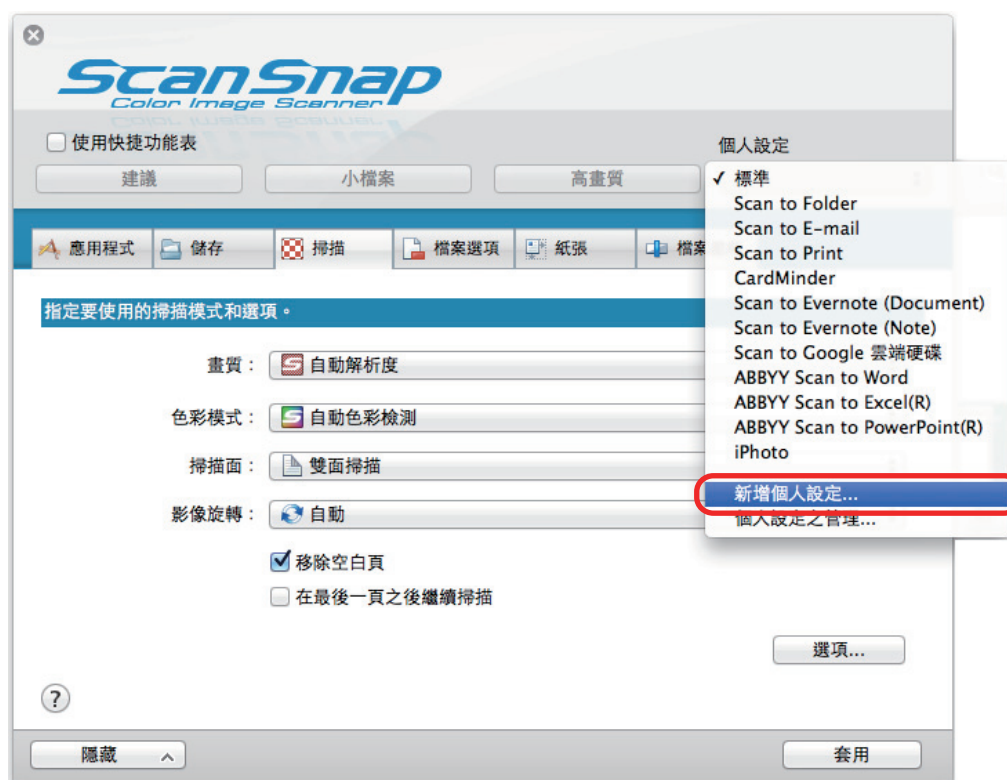 ScanSnap
Color Image Scanner
使用快捷功能表
個人設定
建議
小檔案
高畫質
✓ 標準
Scan to Folder
Scan to E-mail
Scan to Print
CardMinder
Scan to Evernote (Document)
Scan to Evernote (Note)
Scan to Google 雲端硬碟
ABBYY Scan to Word
ABBYY Scan to Excel(R)
ABBYY Scan to PowerPoint(R)
iPhoto
新增個人設定...
個人設定之管理...
應用程式
儲存
掃描
檔案選項
紙張
檔案
指定要使用的掃描模式和選項。
畫質：
自動解析度
色彩模式：
自動色彩檢測
掃描面：
雙面掃描
影像旋轉：
自動
移除空白頁
在最後一頁之後繼續掃描
選項...
?
隱藏
套用